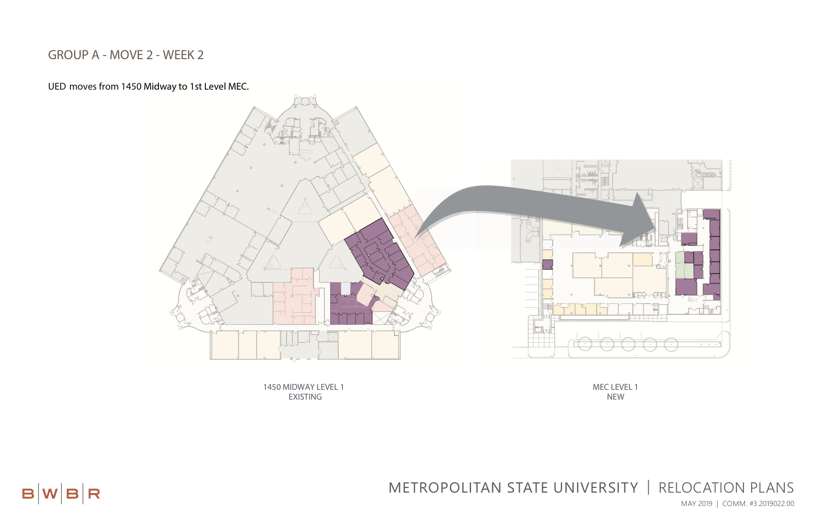 GROUP A - MOVE 2 - WEEK 2
UED moves from 1450 Midway to 1st Level MEC.
1450 MIDWAY LEVEL 1
EXISTING
MEC LEVEL 1
NEW
B|W|B|R
METROPOLITAN STATE UNIVERSITY | RELOCATION PLANS
MAY 2019 | COMM. #3.2019022.00